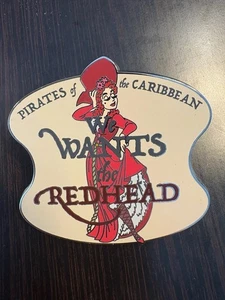 PIRATES of the CARIBBEAN
We
WANTS
the
REDHEAD